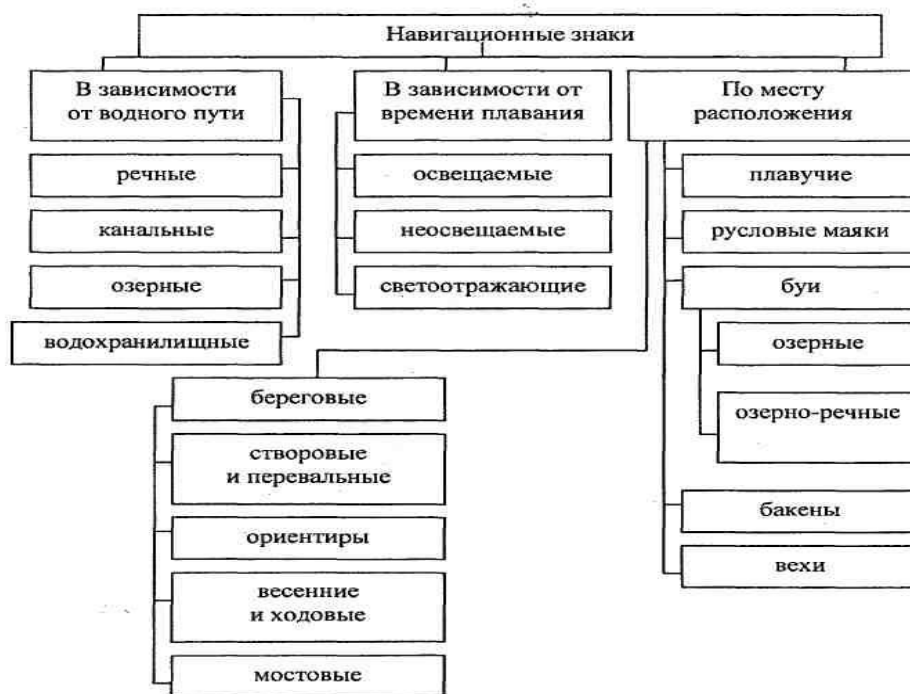 Навигационные знаки
В зависимости
от водного пути
речные
канальные
озерные
водохранилищные
В зависимости от
времени плавания
освещаемые
неосвещаемые
светоотражающие
По месту
расположения
плавучие
русловые маяки
буи
озерные
озерно-речные
бакены
вехи
береговые
створовые
и перевальные
ориентиры
весенние
и ходовые
мостовые